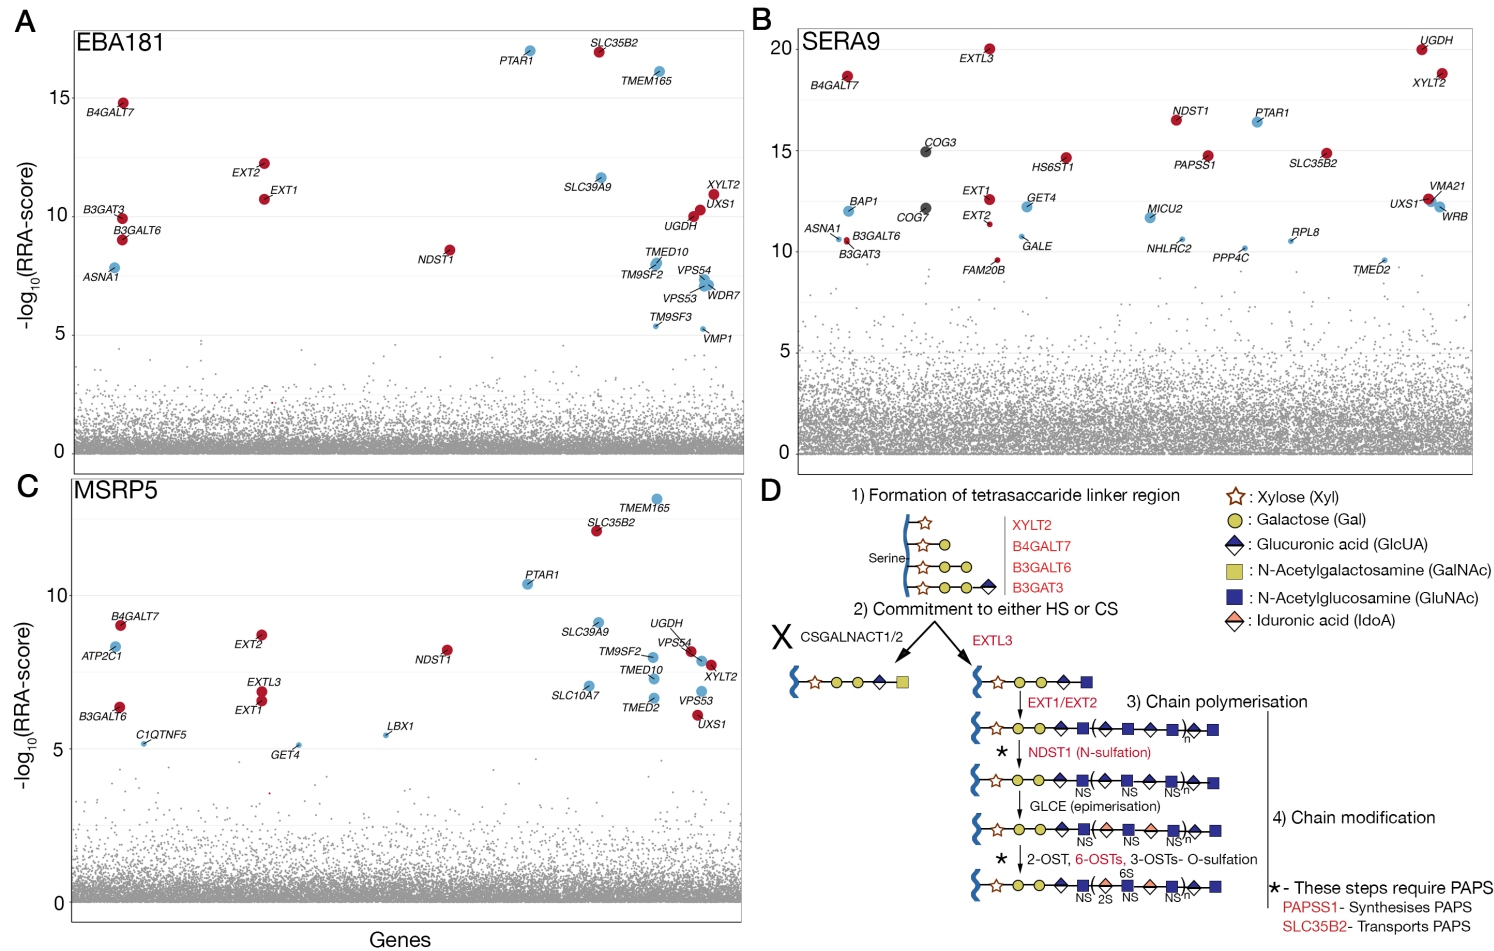 A
EBA181
-log10(RRA-score)
15
10
5
0
PTAR1
SLC35B2
TMEM165
B4GALT7
EXT2
EXT1
SLC39A9
XYLT2
UXS1
UGDH
B3GAT3
B3GALT6
ASNA1
NDST1
TMED10
TM9SF2
VPS54
VPS53
WDR7
TM9SF3
VMP1
B
SERA9
20
15
10
5
0
EXTL3
UGDH
B4GALT7
XYLT2
NDST1
PTAR1
COG3
HS6ST1
PAPSS1
SLC35B2
BAP1
COG7
EXT1
EXT2
GET4
MICU2
UXS1
VMA21
WRB
ASNA1
B3GALT6
B3GAT3
GALE
NHLRC2
PPP4C
RPL8
FAM20B
TMED2
C
MSRP5
-log10(RRA-score)
10
5
0
TMEM165
SLC35B2
PTAR1
B4GALT7
ATP2C1
EXT2
NDST1
SLC39A9
UGDH
TM9SF2
VPS54
TMED10
XYLT2
EXTL3
EXT1
SLC10A7
TMED2
VPS53
UXS1
B3GALT6
C1QTNF5
GET4
LBX1
Genes
D
1) Formation of tetrasaccaride linker region
Serine
XYLT2
B4GALT7
B3GALT6
B3GAT3
: Xylose (Xyl)
: Galactose (Gal)
: Glucuronic acid (GlcUA)
: N-Acetylgalactosamine (GalNAc)
: N-Acetylglucosamine (GluNAc)
: Iduronic acid (IdoA)
2) Commitment to either HS or CS
X CSGALNACT1/2
EXTL3
EXT1/EXT2
3) Chain polymerisation
( )n
* NDST1 (N-sulfation)
( )n
NS NS NS
GLCE (epimerisation)
4) Chain modification
( )n
NS NS NS
* 2-OST, 6-OSTs, 3-OSTs- O-sulfation
6S
( )n
NS 2S NS NS
*- These steps require PAPS
PAPSS1- Synthesises PAPS
SLC35B2- Transports PAPS